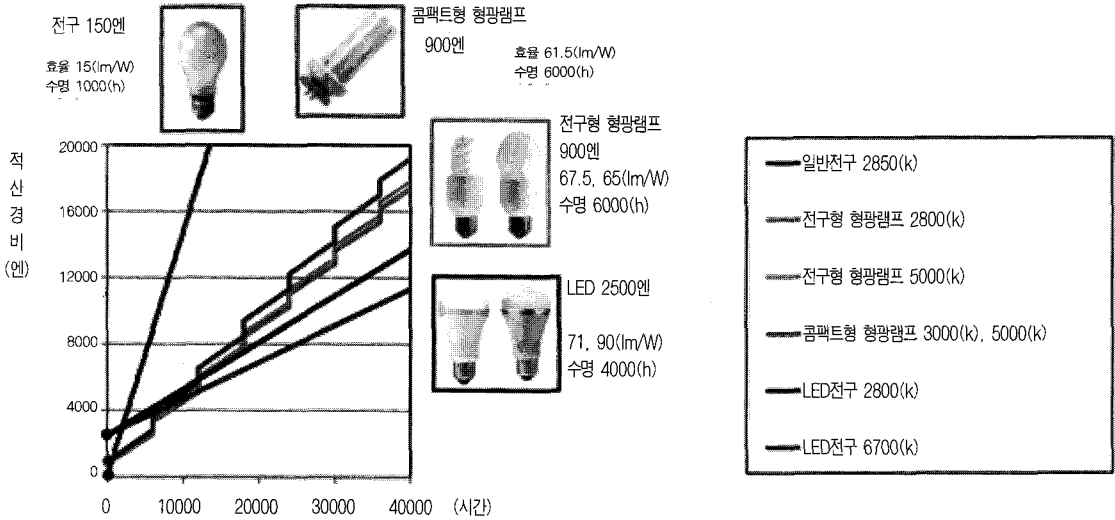 전구 150엔
효율 15(lm/W)
수명 1000(h)
콤팩트형 형광램프
900엔
효율 61.5(lm/W)
수명 6000(h)
전구형 형광램프
900엔
67.5, 65(lm/W)
수명 6000(h)
LED 2500엔
71, 90(lm/W)
수명 4000(h)
적산경비
(엔)
20000
16000
12000
8000
4000
0
0 10000 20000 30000 40000 (시간)
일반전구 2850(k)
전구형 형광램프 2800(k)
전구형 형광램프 5000(k)
콤팩트형 형광램프 3000(k), 5000(k)
LED전구 2800(k)
LED전구 6700(k)